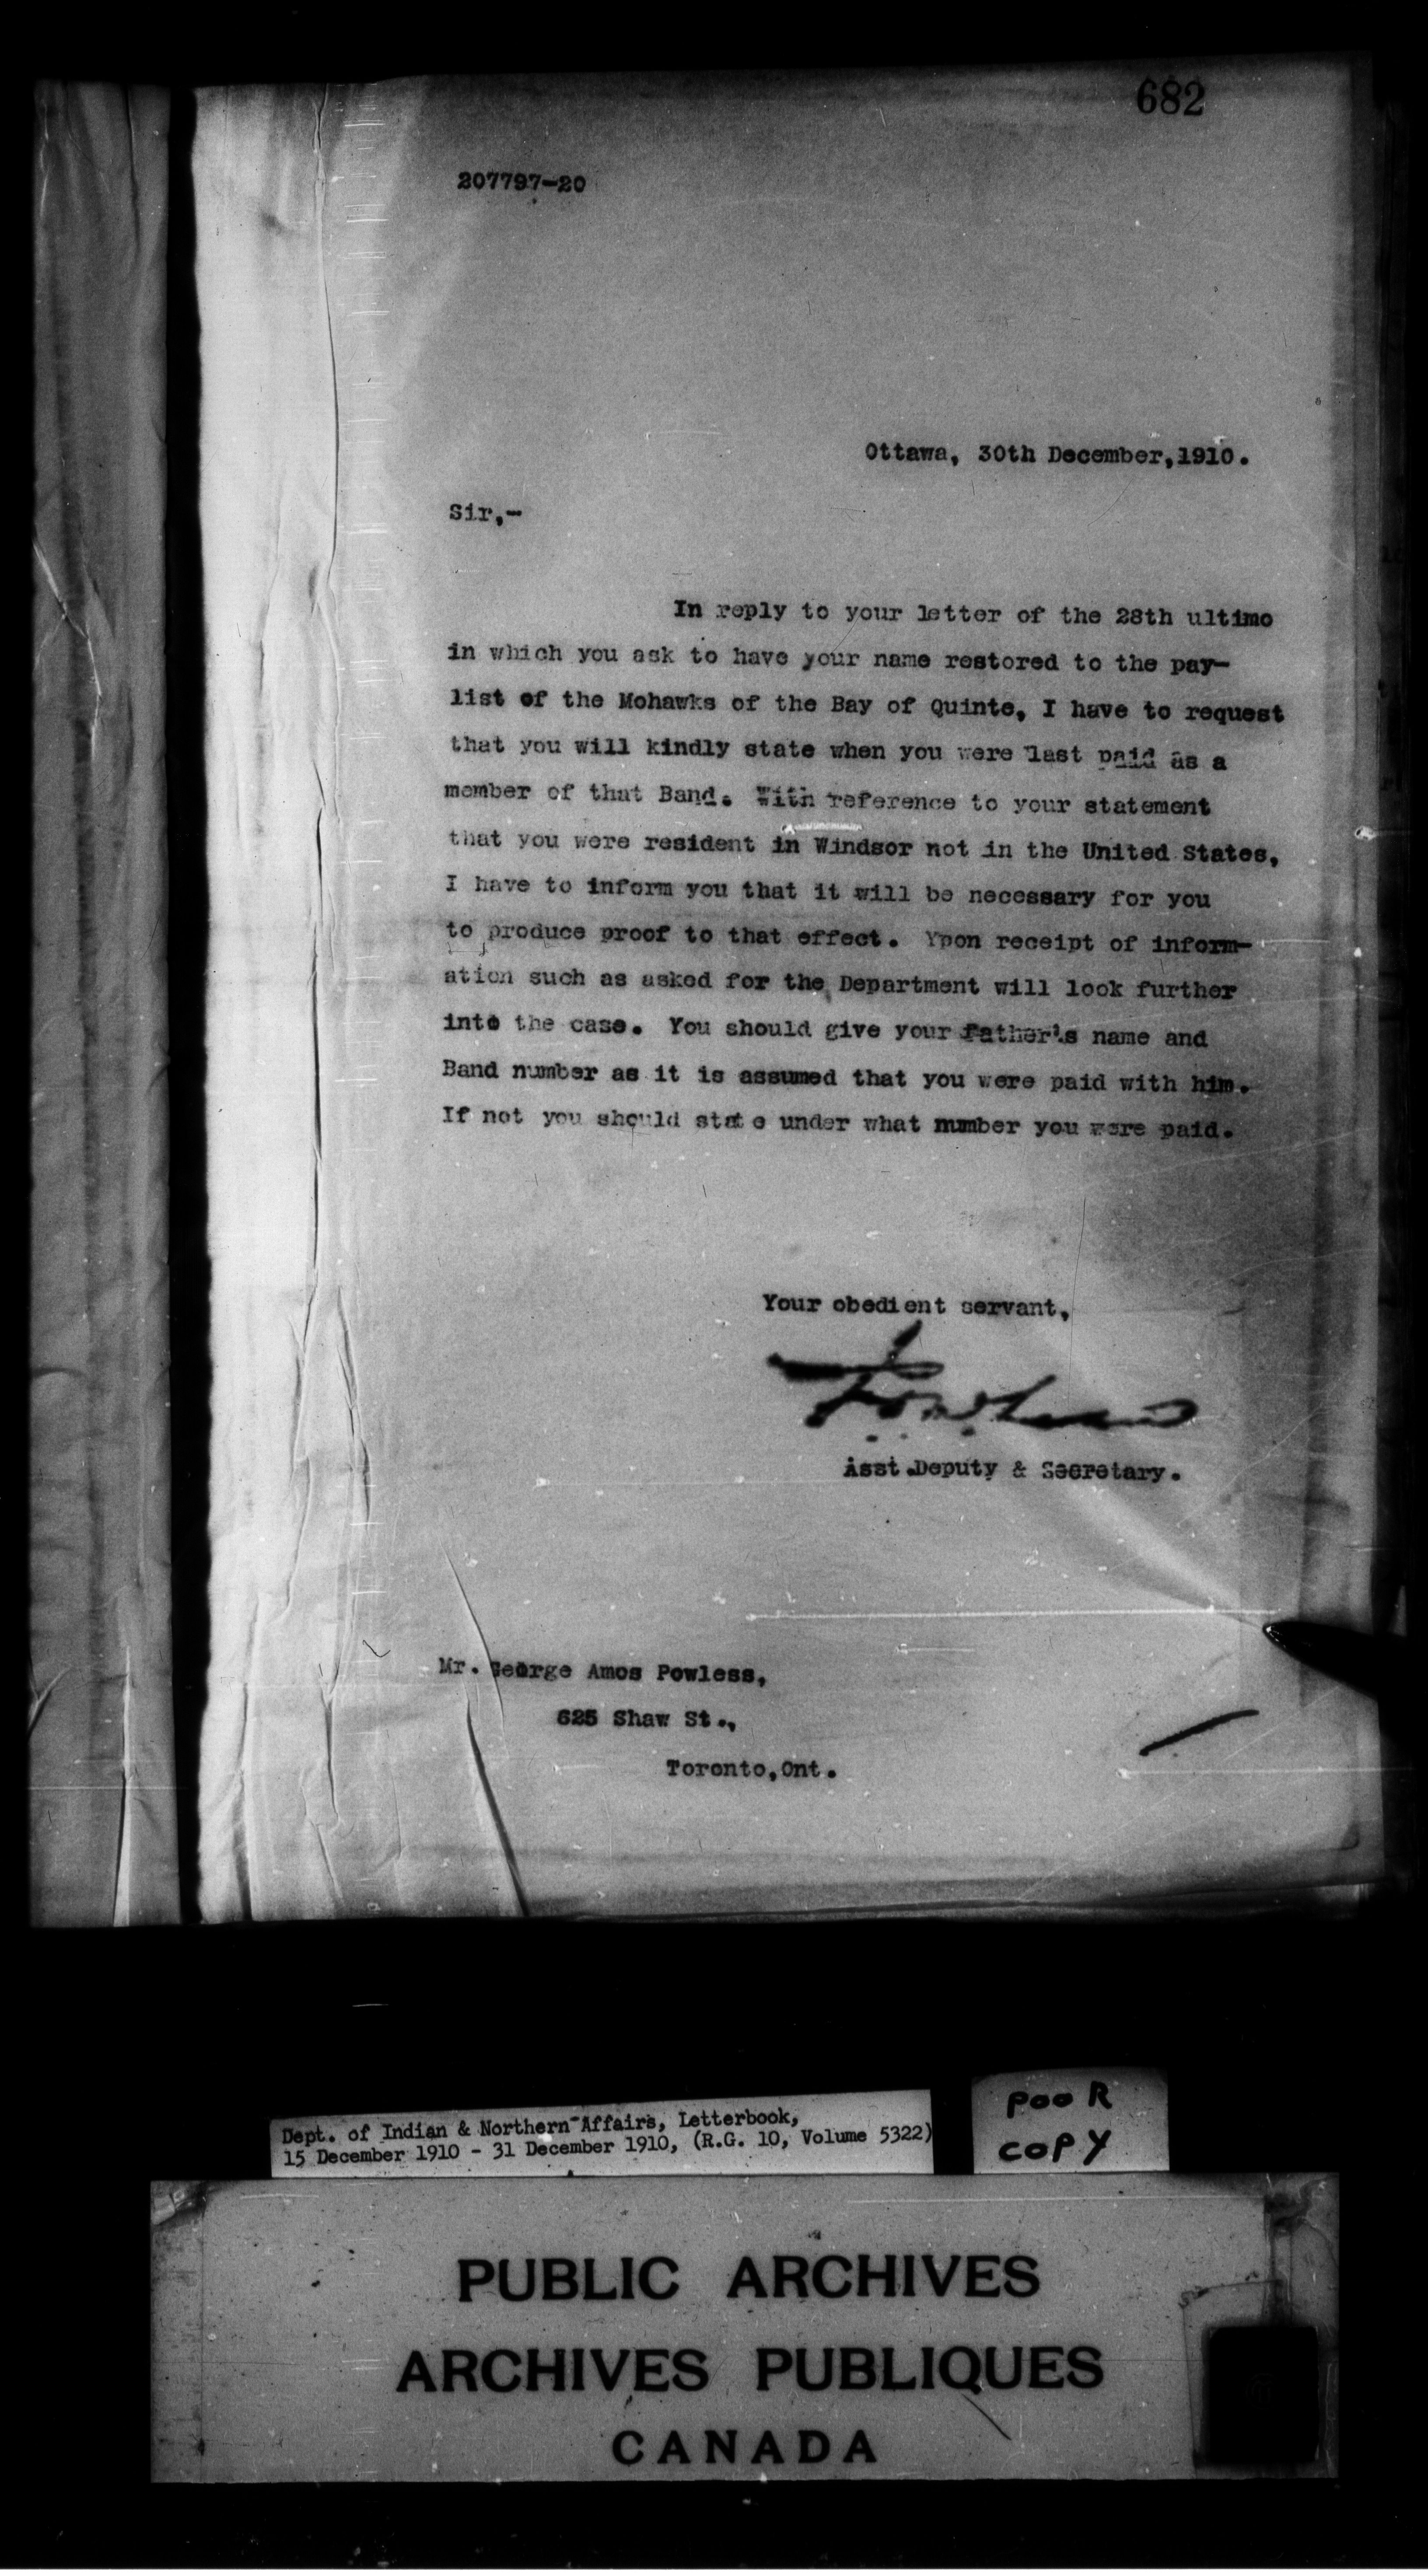 682
207797-20
Ottawa, 30th December,1910.
Sir,-
In reply to your letter of the 28th ultimo
in which you ask to have your name restored to the pay-
list of the Mohawks of the Bay of Quinte, I have to request
that you will kindly state when you were last paid as a
member of that Band. With reference to your statement
that you were resident in Windsor not in the United States,
I have to inform you that it will be necessary for you
to produce proof to that effect. Ypon receipt of inform-
ation such as asked for the Department will look further
into the case. You should give your father's name and
Band number as it is assumed that you were paid with him.
If not you should state under what number you were paid.
Your obedient servant,
Asst.Deputy & Secretary.
Mr. George Amos Powless,
625 Shaw St.,
Toronto,Ont.
Dept. of Indian & Northern Affairs, Letterbook,
15 December 1910 - 31 December 1910, (R.G. 10, Volume 5322)
POOR
COPY
PUBLIC ARCHIVES
ARCHIVES PUBLIQUES
CANADA